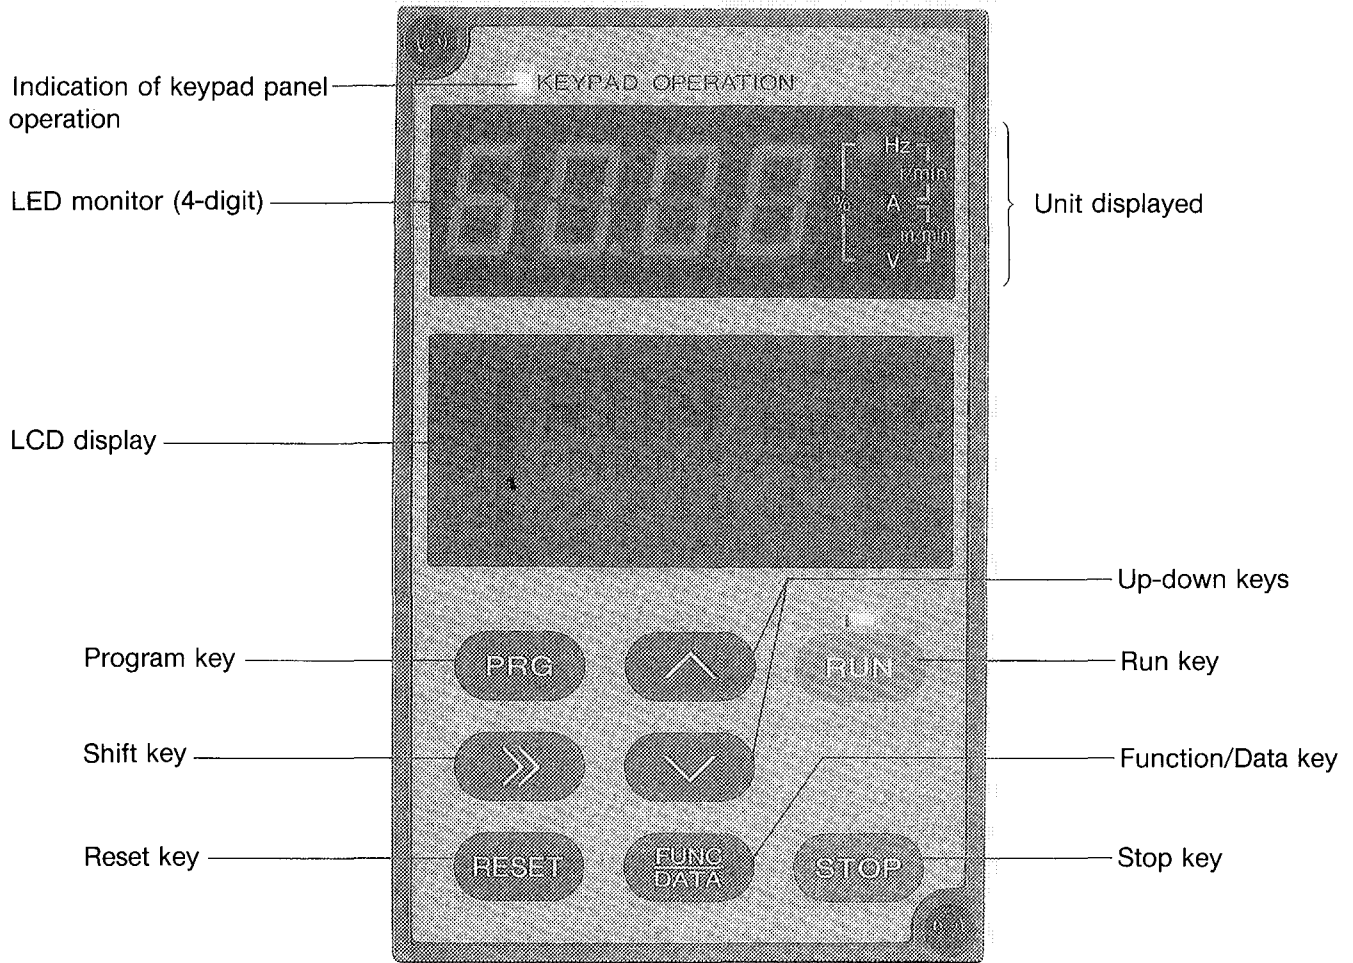 Indication of keypad panel
operation
KEYPAD OPERATION
LED monitor (4-digit)
Hz
r/min
%
A
m/min
V
Unit displayed
LCD display
Up-down keys
Program key
PRG
RUN
Run key
Shift key
Function/Data key
Reset key
RESET
FUNC
DATA
STOP
Stop key